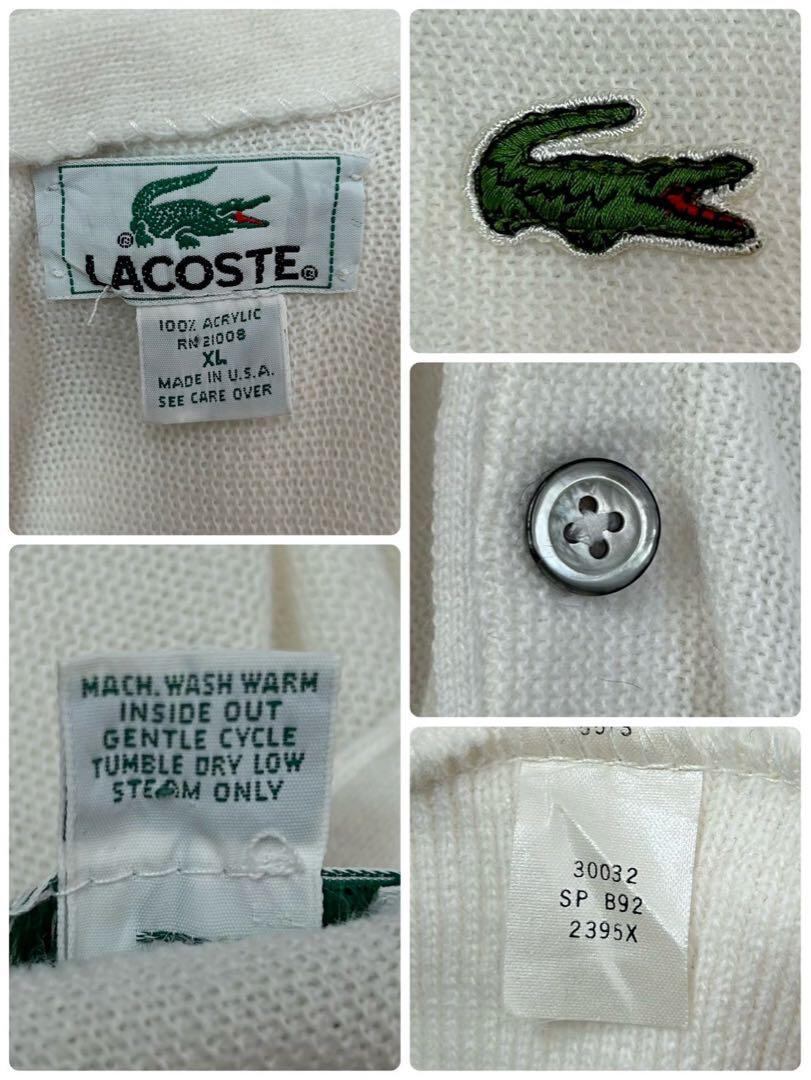 LACOSTE®
100% ACRYLIC
RN 21008
XL
MADE IN U.S.A.
SEE CARE OVER
MACH. WASH WARM
INSIDE OUT
GENTLE CYCLE
TUMBLE DRY LOW
STEAM ONLY
30032
SP B92
2395X